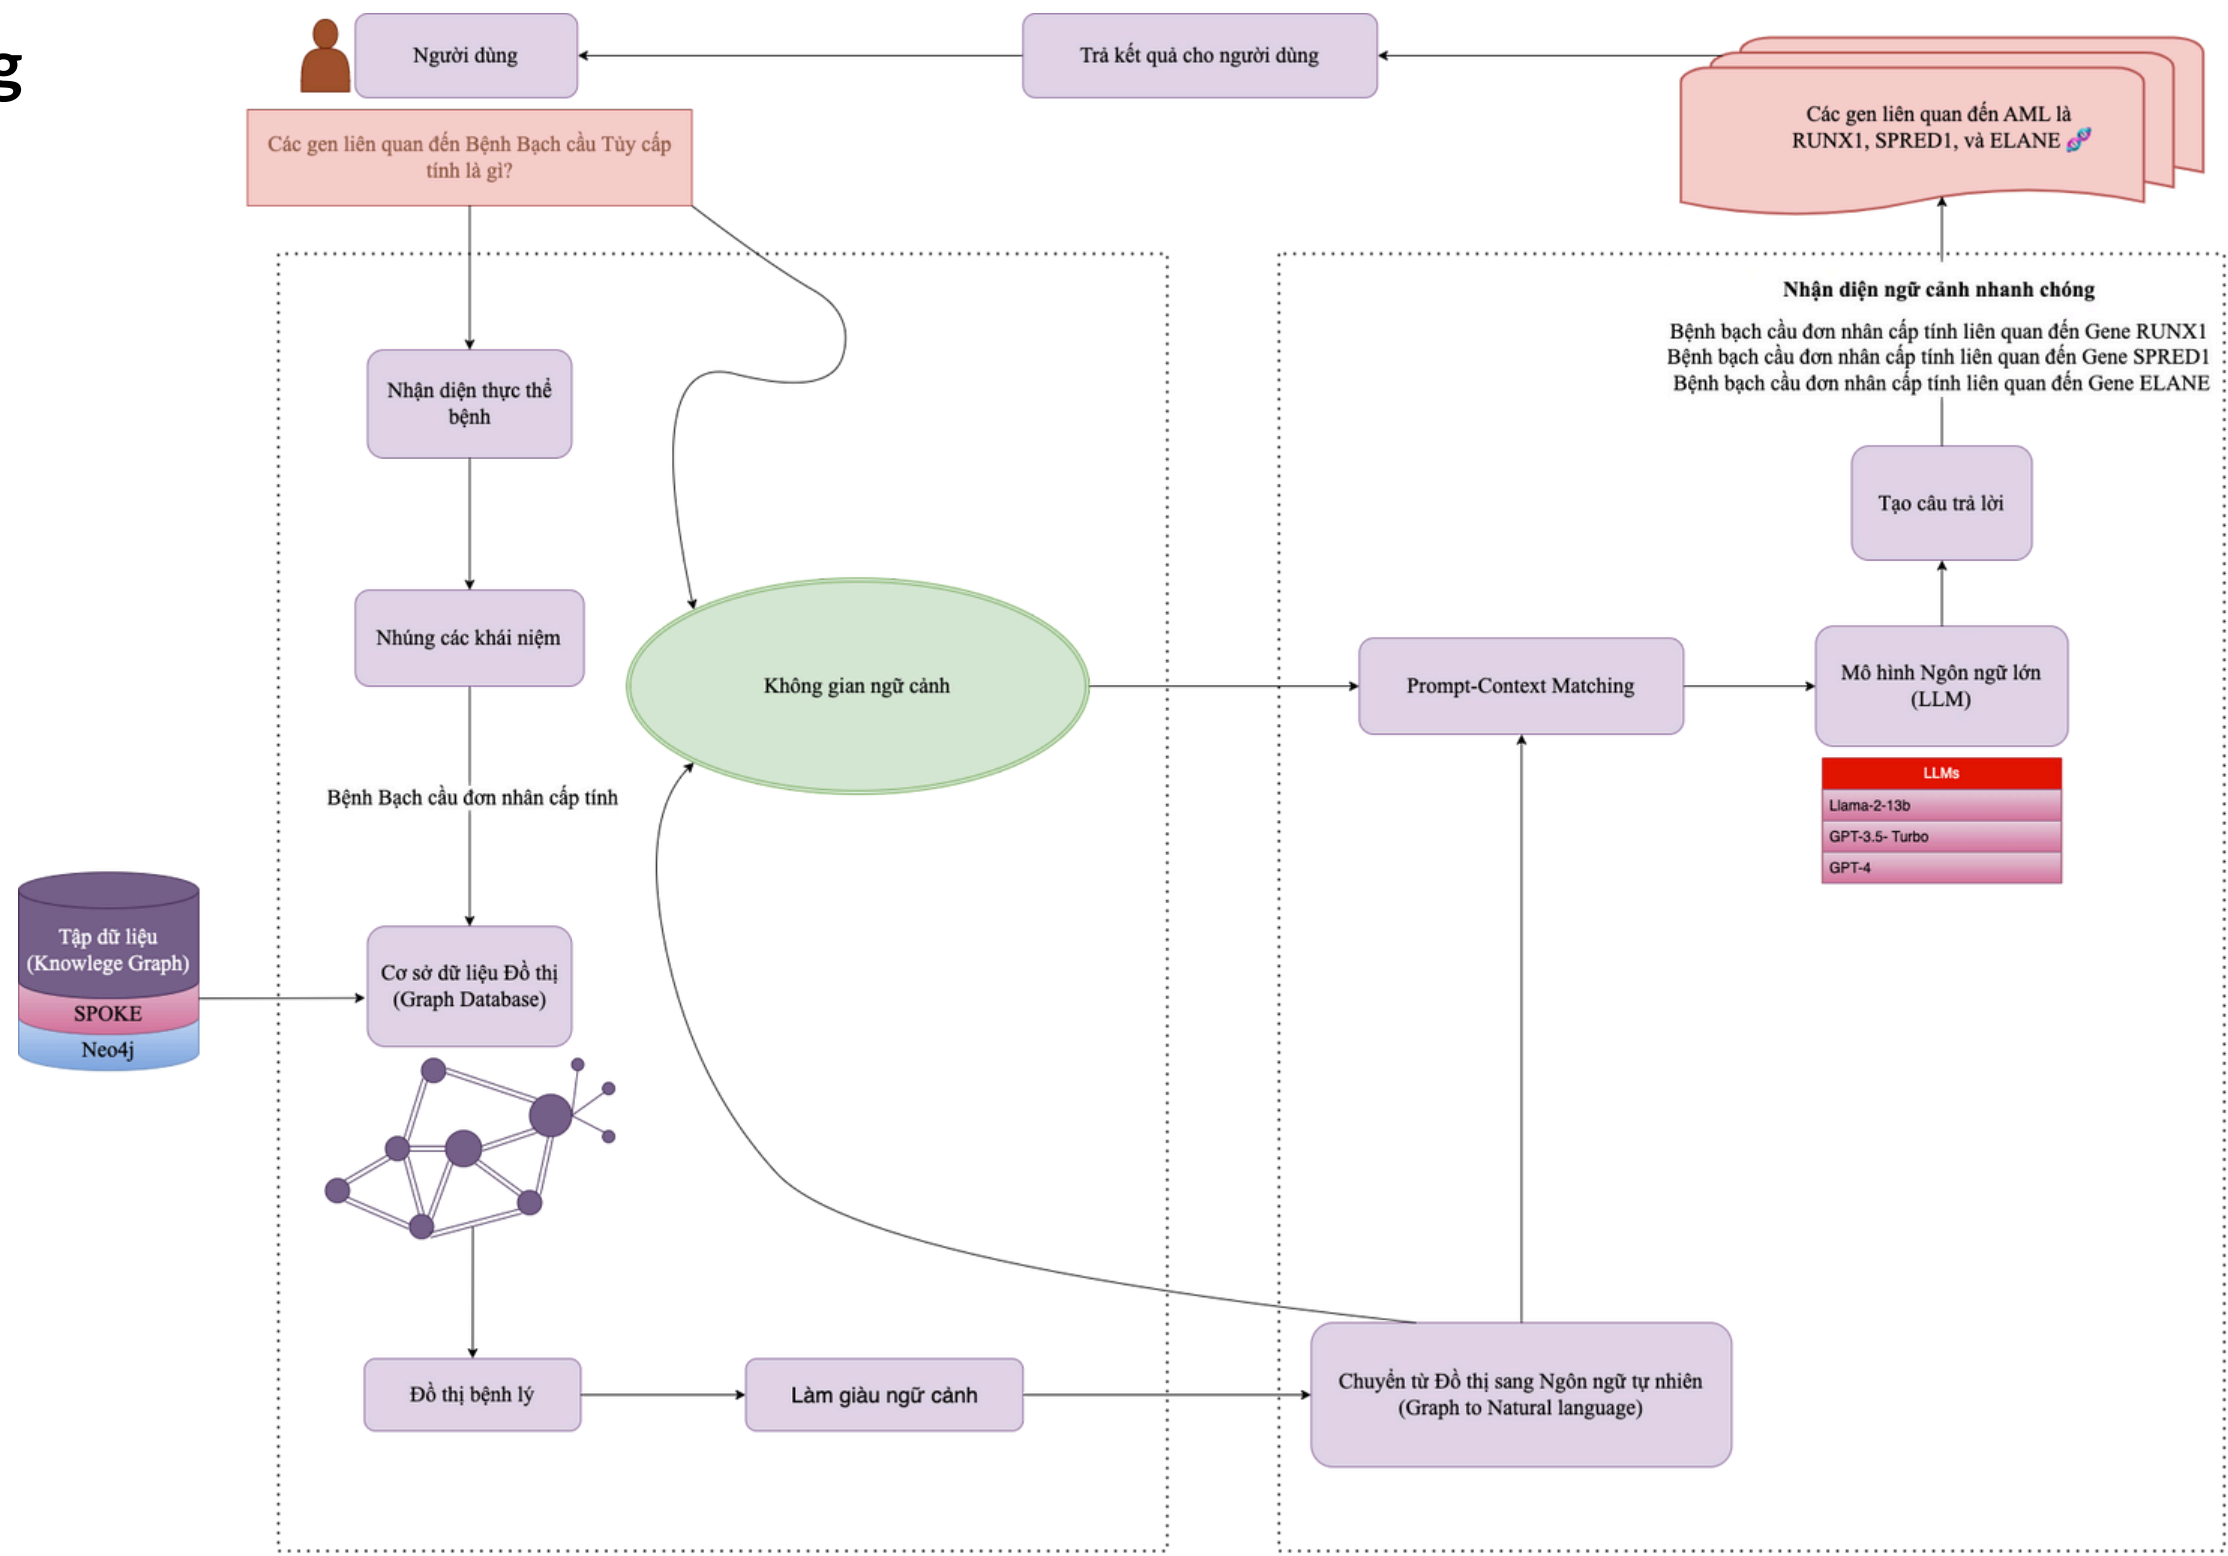 g
Người dùng
Trả kết quả cho người dùng
Các gen liên quan đến AML là
RUNX1, SPRED1, và ELANE 🧬
Các gen liên quan đến Bệnh Bạch cầu Tủy cấp
tính là gì?
Nhận diện ngữ cảnh nhanh chóng
Bệnh bạch cầu đơn nhân cấp tính liên quan đến Gene RUNX1
Bệnh bạch cầu đơn nhân cấp tính liên quan đến Gene SPRED1
Bệnh bạch cầu đơn nhân cấp tính liên quan đến Gene ELANE
Nhận diện thực thể
bệnh
Tạo câu trả lời
Nhúng các khái niệm
Không gian ngữ cảnh
Prompt-Context Matching
Mô hình Ngôn ngữ lớn
(LLM)
LLMs
Llama-2-13b
GPT-3.5- Turbo
GPT-4
Bệnh Bạch cầu đơn nhân cấp tính
Tập dữ liệu
(Knowlege Graph)
SPOKE
Neo4j
Cơ sở dữ liệu Đồ thị
(Graph Database)
Đồ thị bệnh lý
Làm giàu ngữ cảnh
Chuyển từ Đồ thị sang Ngôn ngữ tự nhiên
(Graph to Natural language)